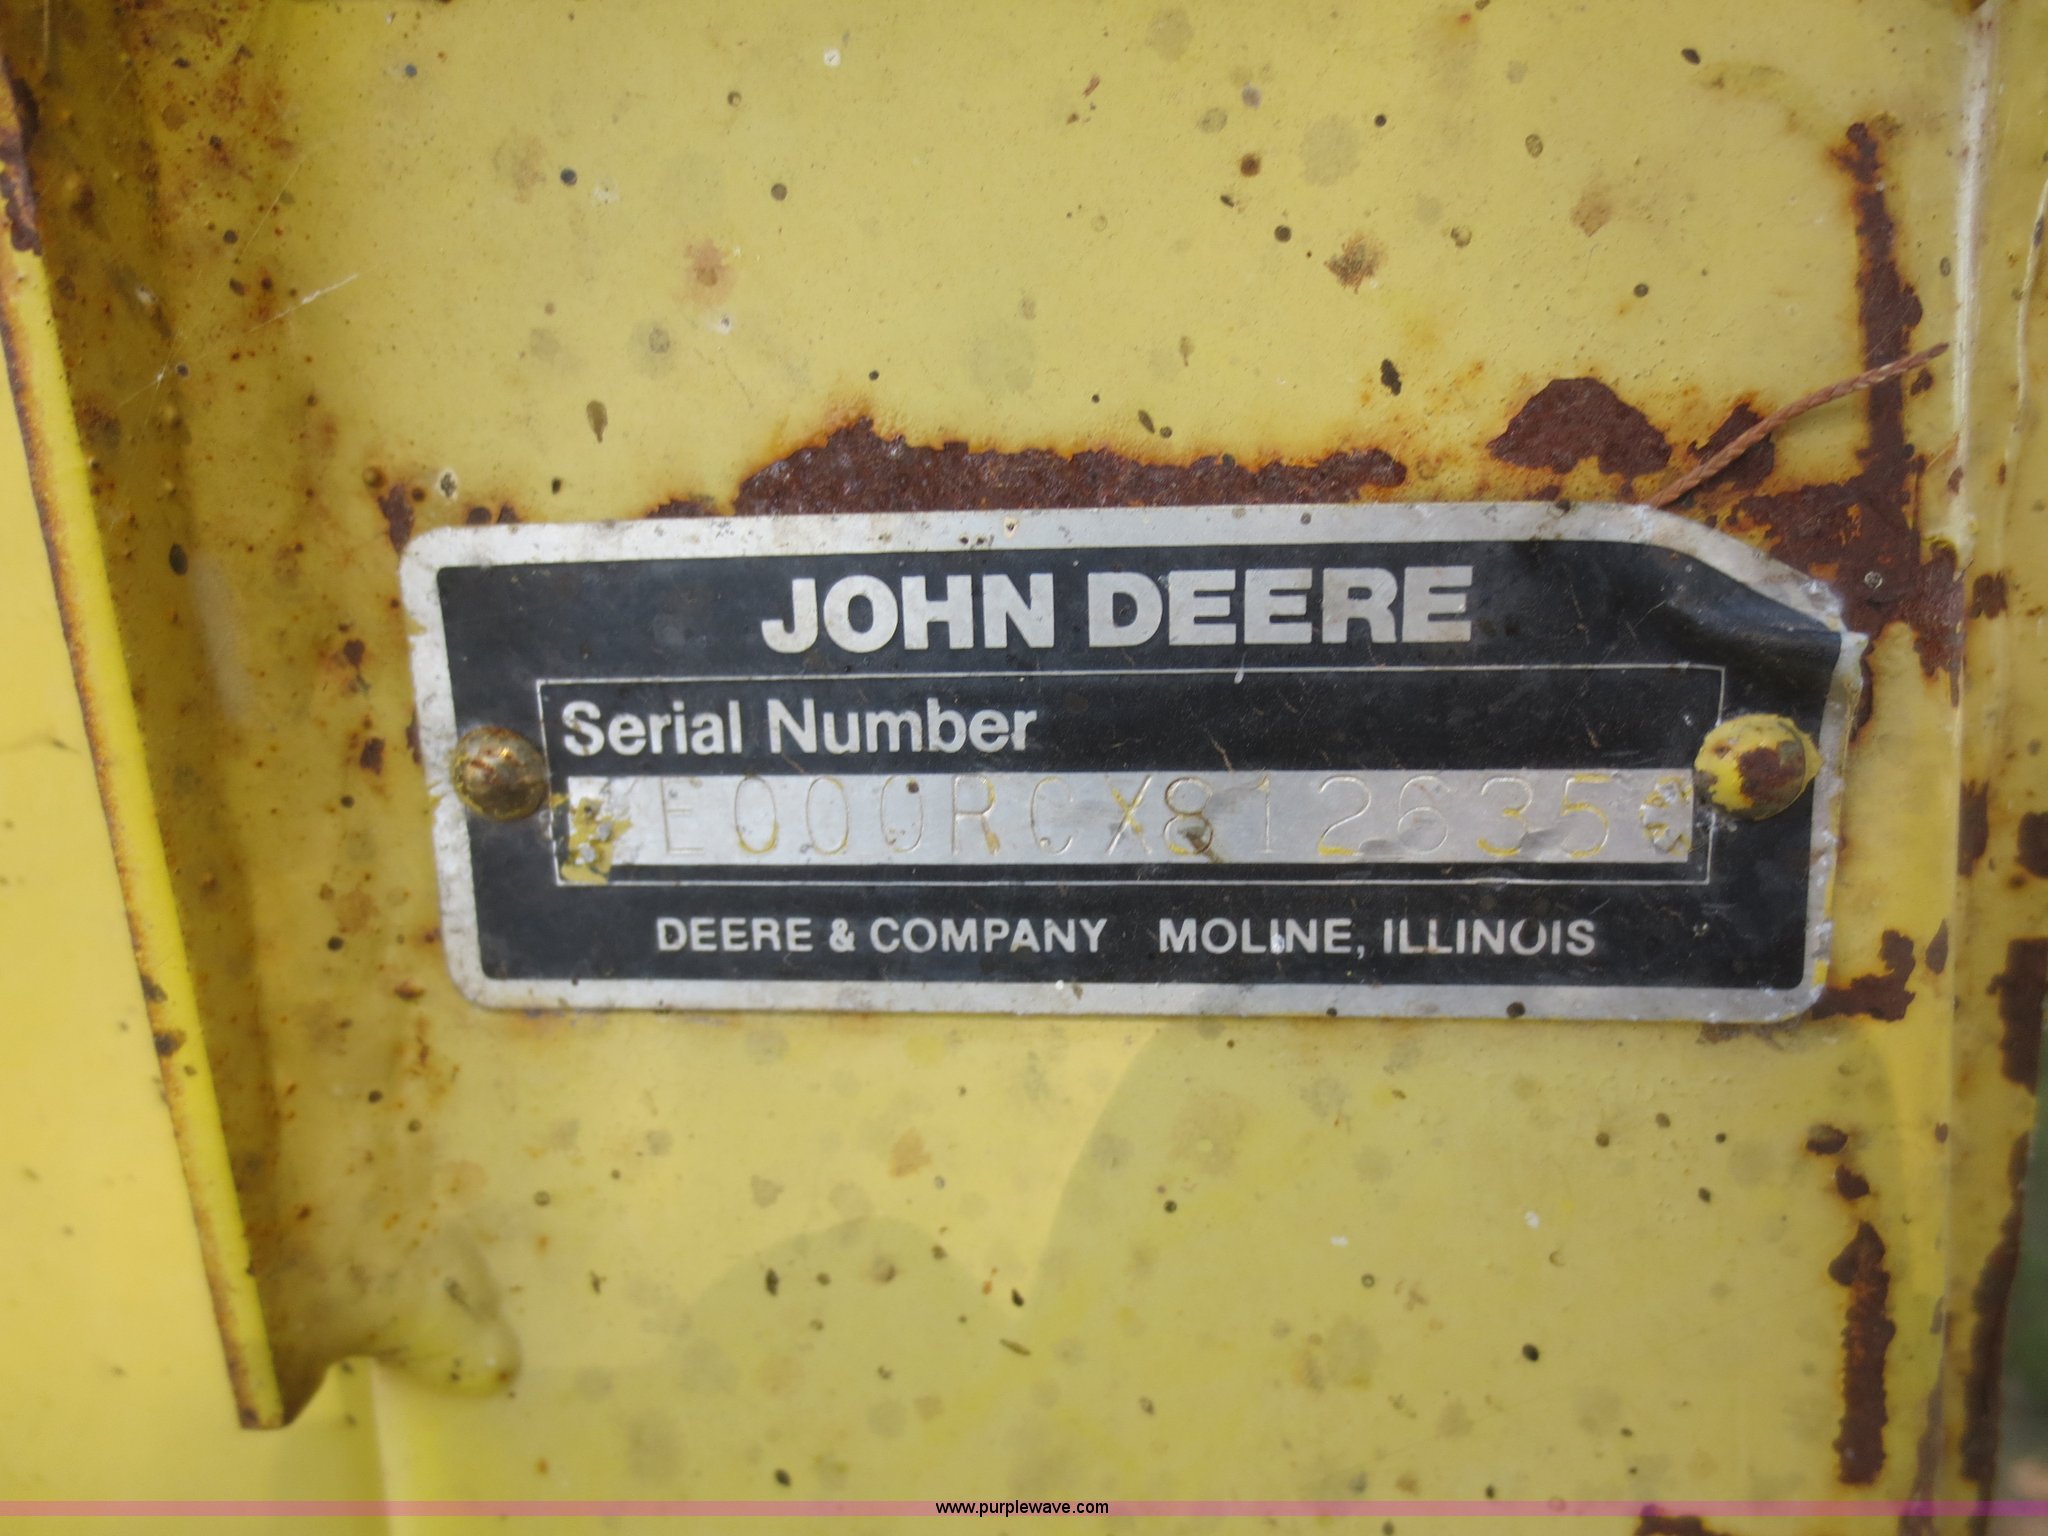 JOHN DEERE
Serial Number
E000RCX812635
DEERE & COMPANY MOLINE, ILLINOIS
www.purplewave.com